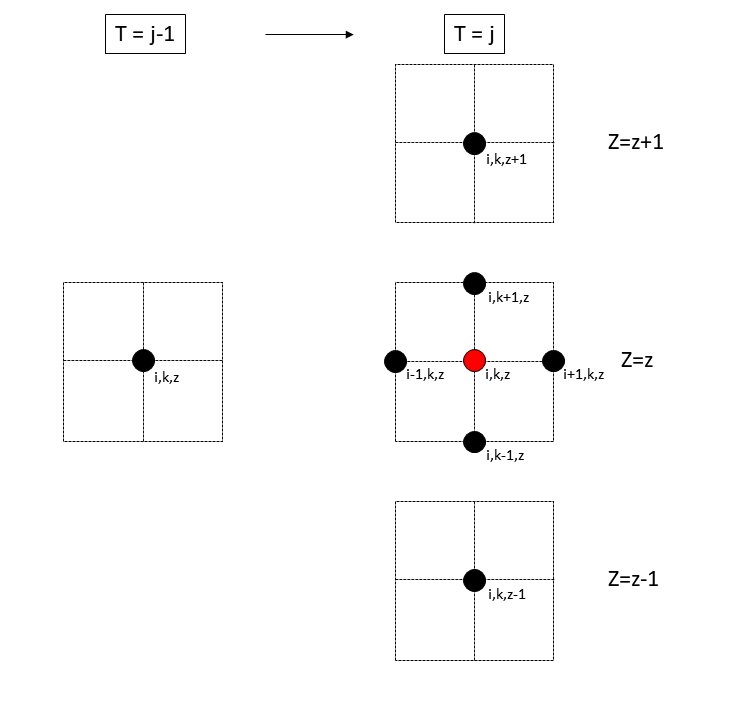 T = j-1
T = j
i,k,z+1
Z=z+1
i,k+1,z
i,k,z
i-1,k,z
i,k,z
i+1,k,z
Z=z
i,k-1,z
i,k,z-1
Z=z-1